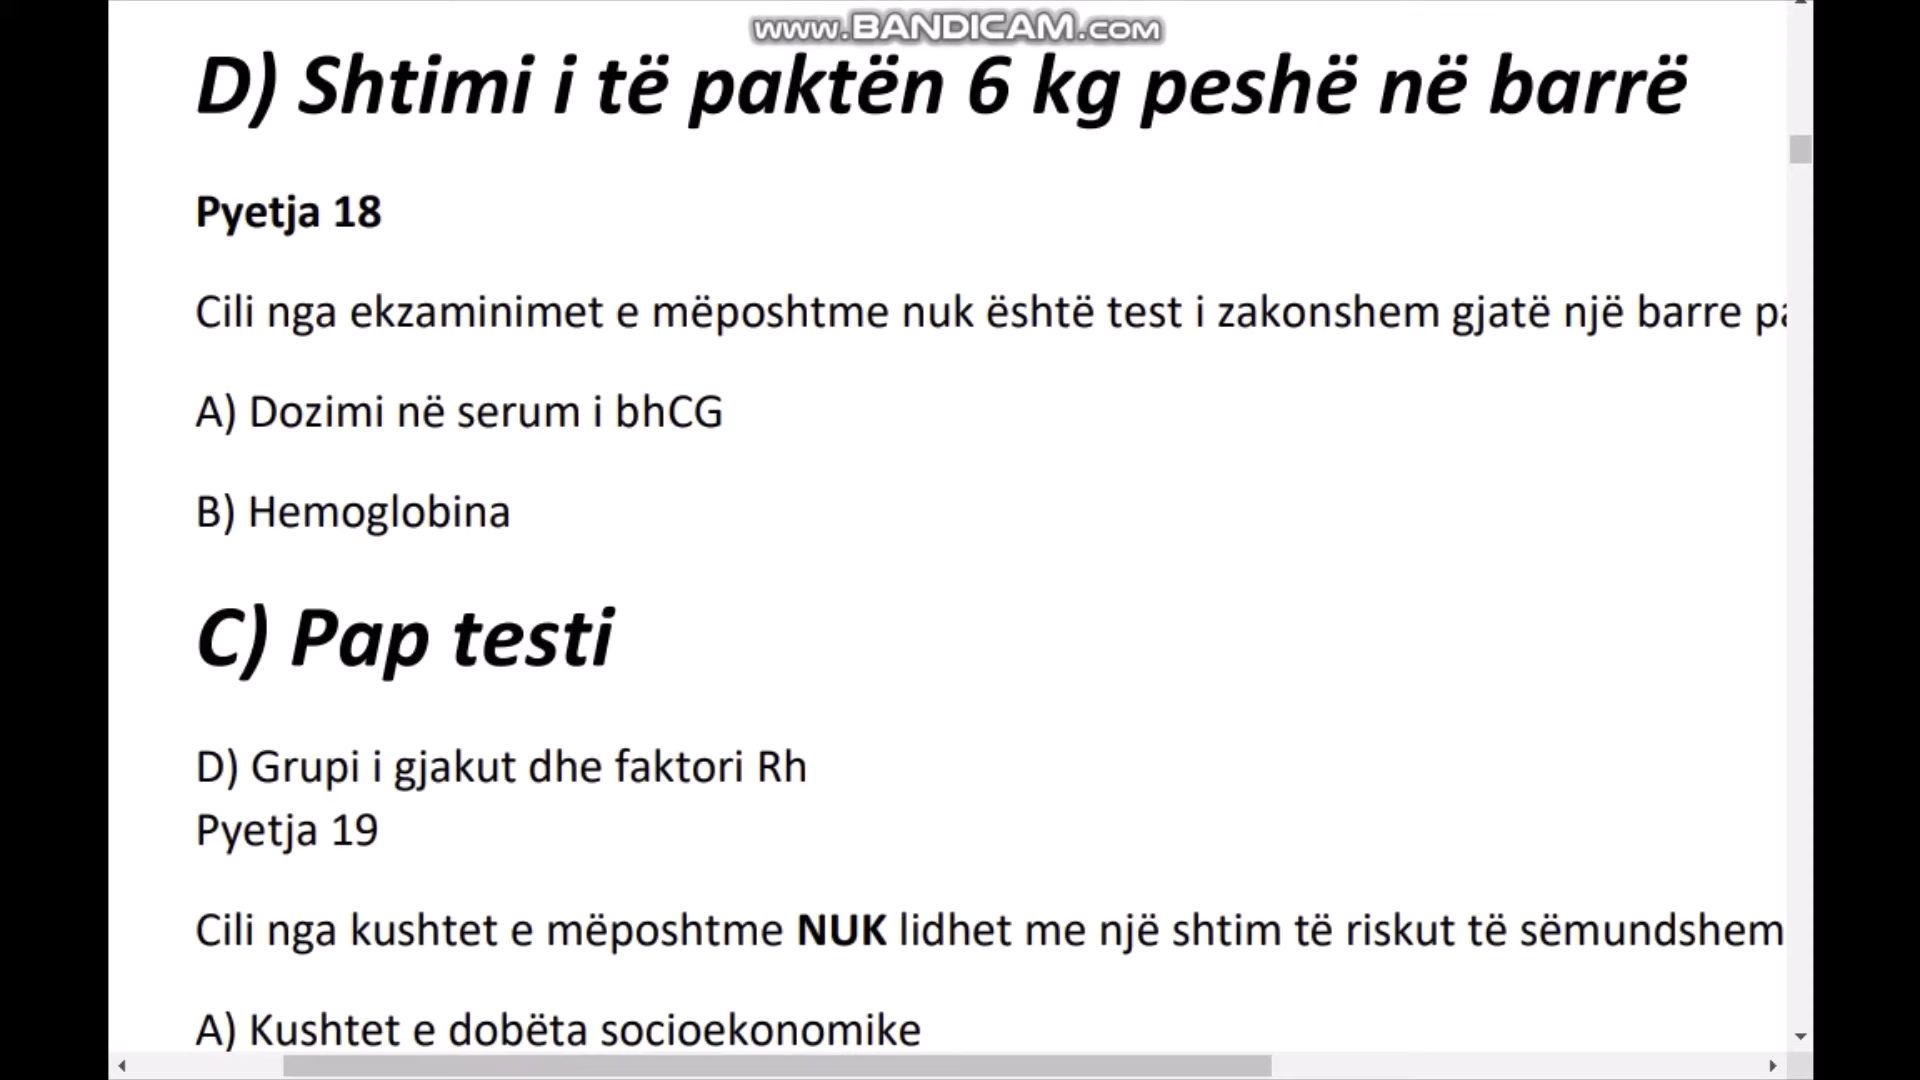 www.BANDICAM.com
D) Shtimi i të paktën 6 kg peshë në barrë
Pyetja 18
Cili nga ekzaminimet e mëposhtme nuk është test i zakonshem gjatë një barre
A) Dozimi në serum i bhCG
B) Hemoglobina
C) Pap testi
D) Grupi i gjakut dhe faktori Rh
Pyetja 19
Cili nga kushtet e mëposhtme NUK lidhet me një shtim të riskut të sëmundshem
A) Kushtet e dobëta socioekonomike